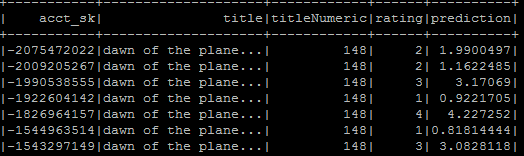 +-----------+--------------------+------------+------+----------+
|    acct_sk|               title|titleNumeric|rating|prediction|
+-----------+--------------------+------------+------+----------+
|-2075472022|dawn of the plane...|         148|     2| 1.9900497|
|-2009205267|dawn of the plane...|         148|     2| 1.1622485|
|-1990538555|dawn of the plane...|         148|     3|   3.17069|
|-1922604142|dawn of the plane...|         148|     1| 0.9221705|
|-1826964157|dawn of the plane...|         148|     4|  4.227252|
|-1544963514|dawn of the plane...|         148|     1|0.81814444|
|-1543297149|dawn of the plane...|         148|     3| 3.0828118|